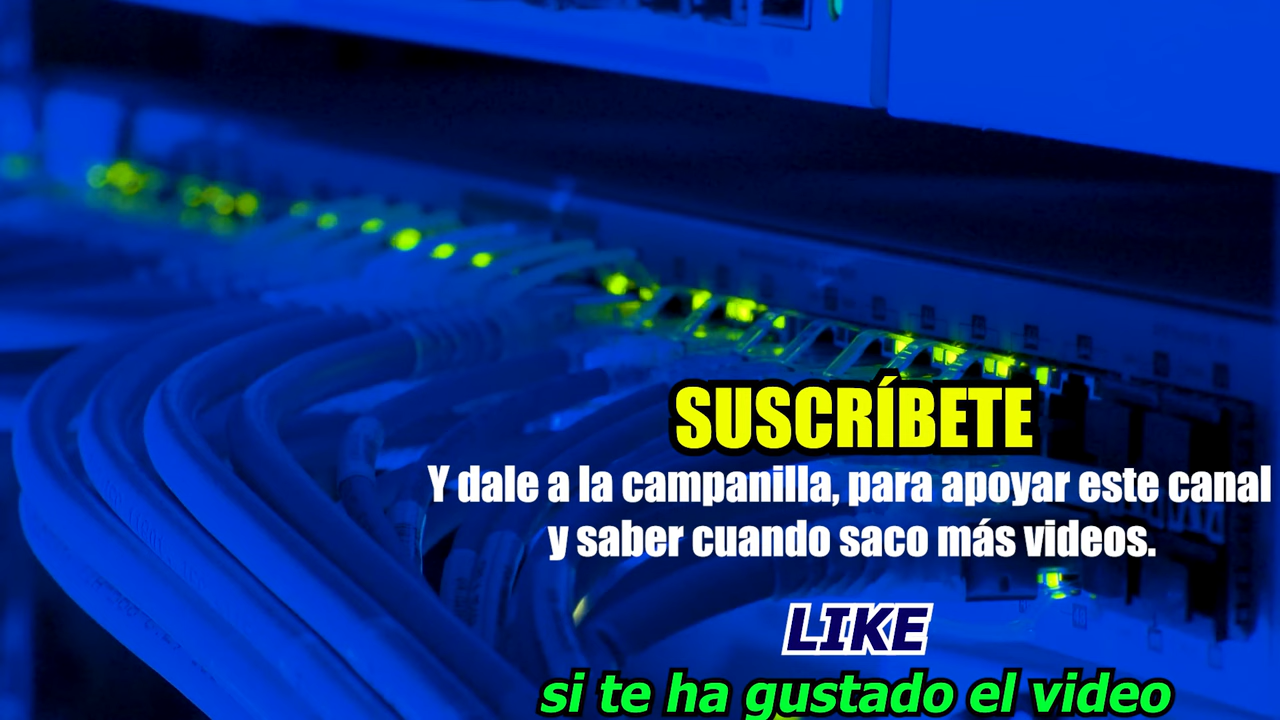 SUSCRÍBETE
Y dale a la campanilla, para apoyar este canal
y saber cuando saco más videos.
LIKE
si te ha gustado el video